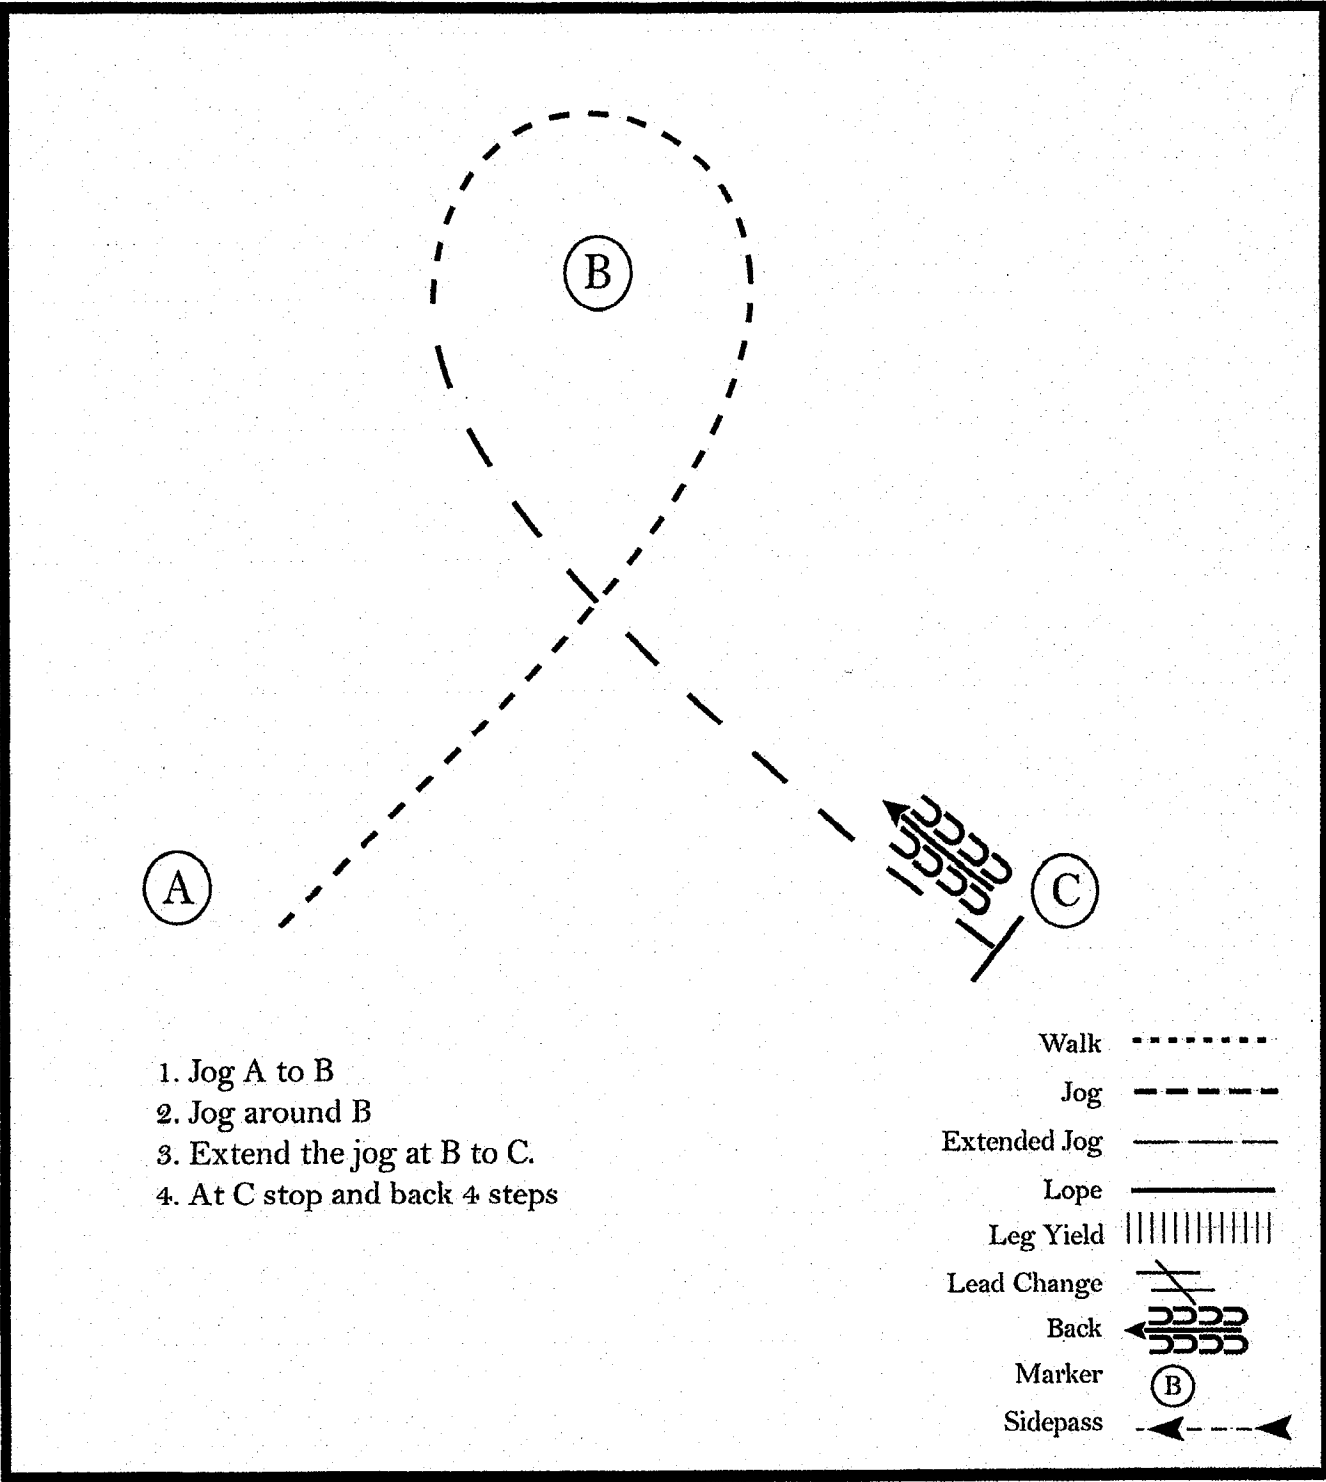 B
A
C
1. Jog A to B
2. Jog around B
3. Extend the jog at B to C.
4. At C stop and back 4 steps
Walk
Jog
Extended Jog
Lope
Leg Yield
Lead Change
Back
Marker B
Sidepass